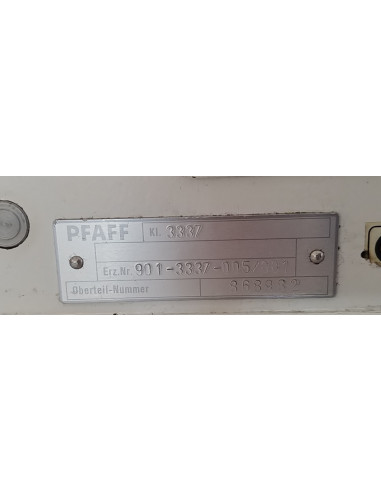 PFAFF Kl. 3337
Erz.Nr. 901-3337-005
Oberteil-Nummer